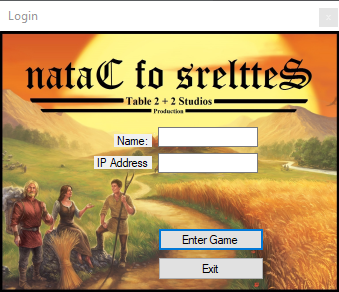 Login
nataC fo sreltteS
Table 2 + 2 Studios
Production
Name:
IP Address
Enter Game
Exit